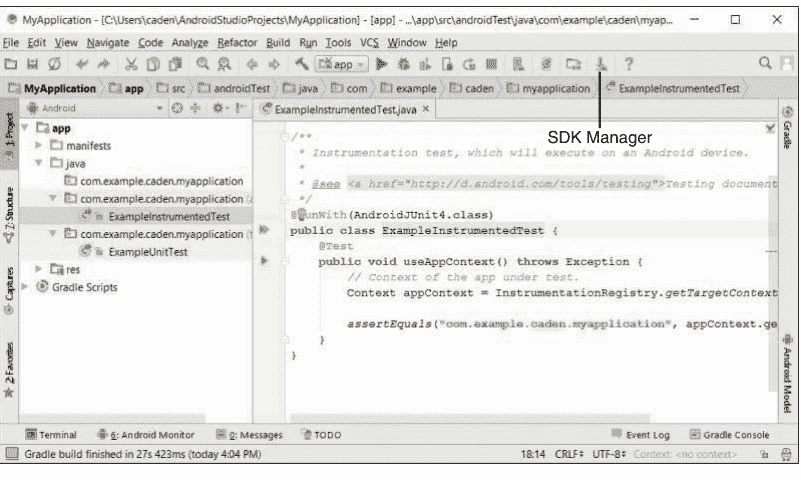 MyApplication - [C:\Users\caden\AndroidStudioProjects\MyApplication] - [app] - ...\app\src\androidTest\java\com\example\caden\myap...
File Edit View Navigate Code Analyze Refactor Build Run Tools VCS Window Help
app
MyApplication app src androidTest java com example caden myapplication ExampleInstrumentedTest
Android
ExampleInstrumentedTest.java
SDK Manager
1: Project
Z: Structure
Captures
2: Favorites
app
manifests
java
com.example.caden.myapplication
com.example.caden.myapplication
ExampleInstrumentedTest
com.example.caden.myapplication
ExampleUnitTest
res
Gradle Scripts
/**
* Instrumentation test, which will execute on an Android device.
*
* @see <a href="http://d.android.com/tools/testing">Testing document
*/
@RunWith(AndroidJUnit4.class)
public class ExampleInstrumentedTest {
@Test
public void useAppContext() throws Exception {
// Context of the app under test.
Context appContext = InstrumentationRegistry.getTargetContext
assertEquals("com.example.caden.myapplication", appContext.ge
}
}
Gradle
Android Model
Terminal 6: Android Monitor 0: Messages TODO Event Log Gradle Console
Gradle build finished in 27s 423ms (today 4:04 PM) 18:14 CRLF UTF-8 Context: <no context>